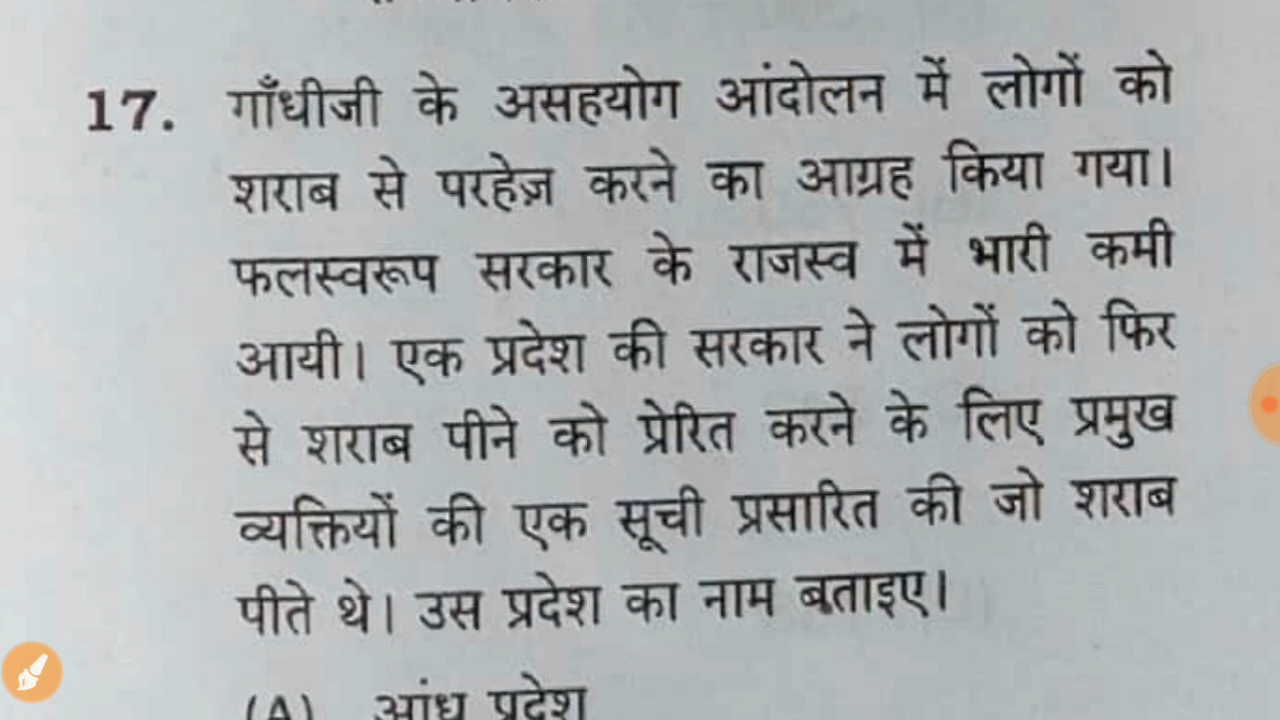 17. गाँधीजी के असहयोग आंदोलन में लोगों को
शराब से परहेज़ करने का आग्रह किया गया।
फलस्वरूप सरकार के राजस्व में भारी कमी
आयी। एक प्रदेश की सरकार ने लोगों को फिर
से शराब पीने को प्रेरित करने के लिए प्रमुख
व्यक्तियों की एक सूची प्रसारित की जो शराब
पीते थे। उस प्रदेश का नाम बताइए।
(A) आंध्र प्रदेश